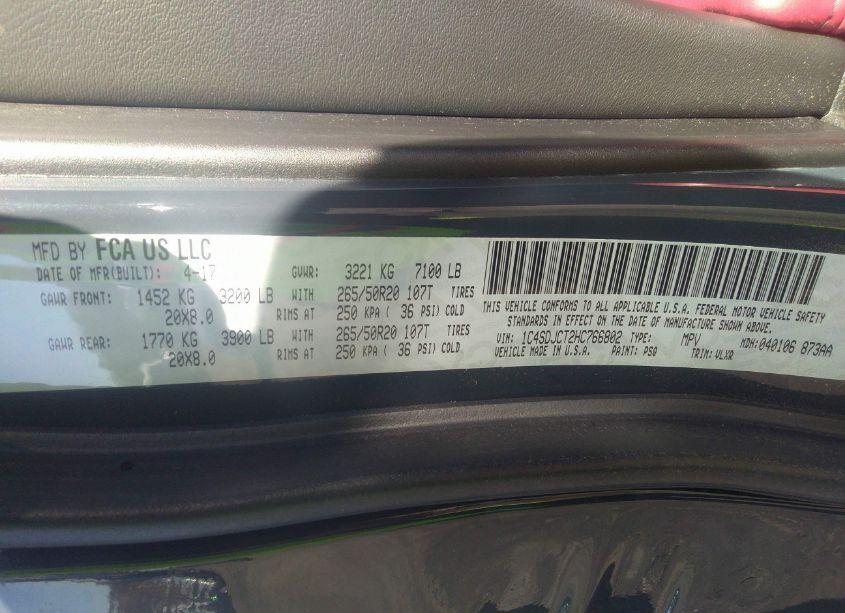 MFD BY FCA US LLC
DATE OF MFR(BUILT): 4-17 GVWR: 3221 KG 7100 LB
GAWR FRONT: 1452 KG 3200 LB WITH 265/50R20 107T TIRES
20X8.0 RIMS AT 250 KPA ( 36 PSI) COLD
GAWR REAR: 1770 KG 3900 LB WITH 265/50R20 107T TIRES
20X8.0 RIMS AT 250 KPA ( 36 PSI) COLD
THIS VEHICLE CONFORMS TO ALL APPLICABLE U.S.A. FEDERAL MOTOR VEHICLE SAFETY
STANDARDS IN EFFECT ON THE DATE OF MANUFACTURE SHOWN ABOVE.
VIN: 1C4SDJCT2HC766802 TYPE: MPV MDH:040106 873AA
MADE IN U.S.A. PAINT: PS0 TRIM:VLXR